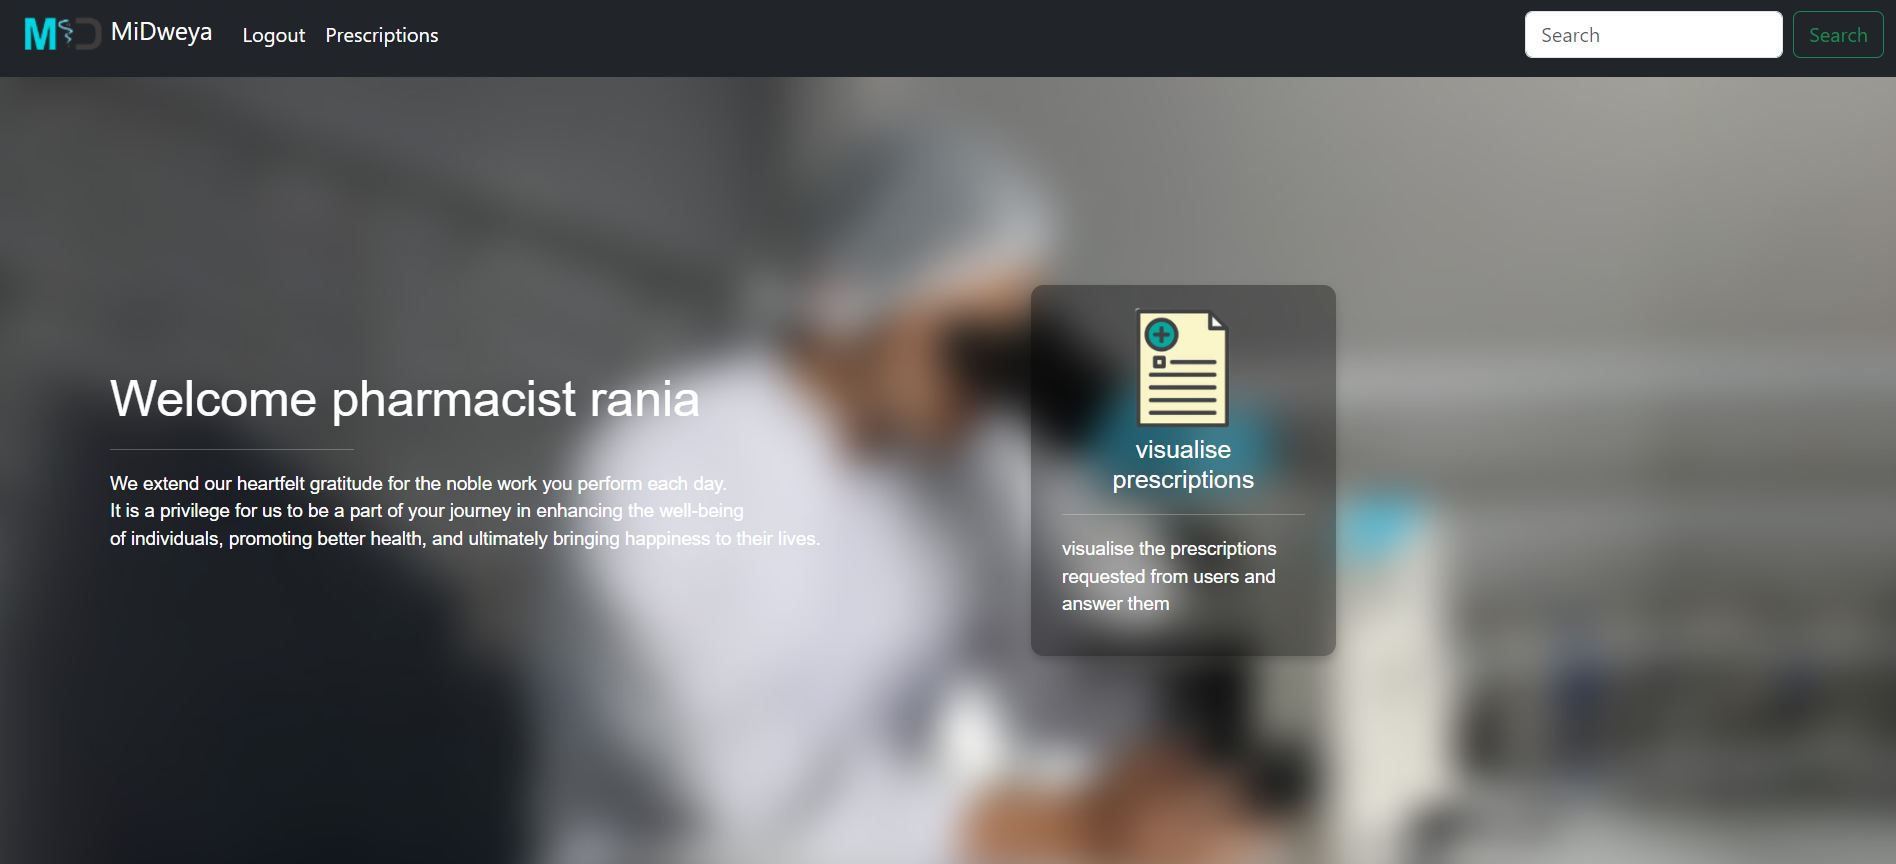 MiDweya
Logout
Prescriptions
Search
Search
Welcome pharmacist rania
We extend our heartfelt gratitude for the noble work you perform each day.
It is a privilege for us to be a part of your journey in enhancing the well-being
of individuals, promoting better health, and ultimately bringing happiness to their lives.
visualise
prescriptions
visualise the prescriptions
requested from users and
answer them